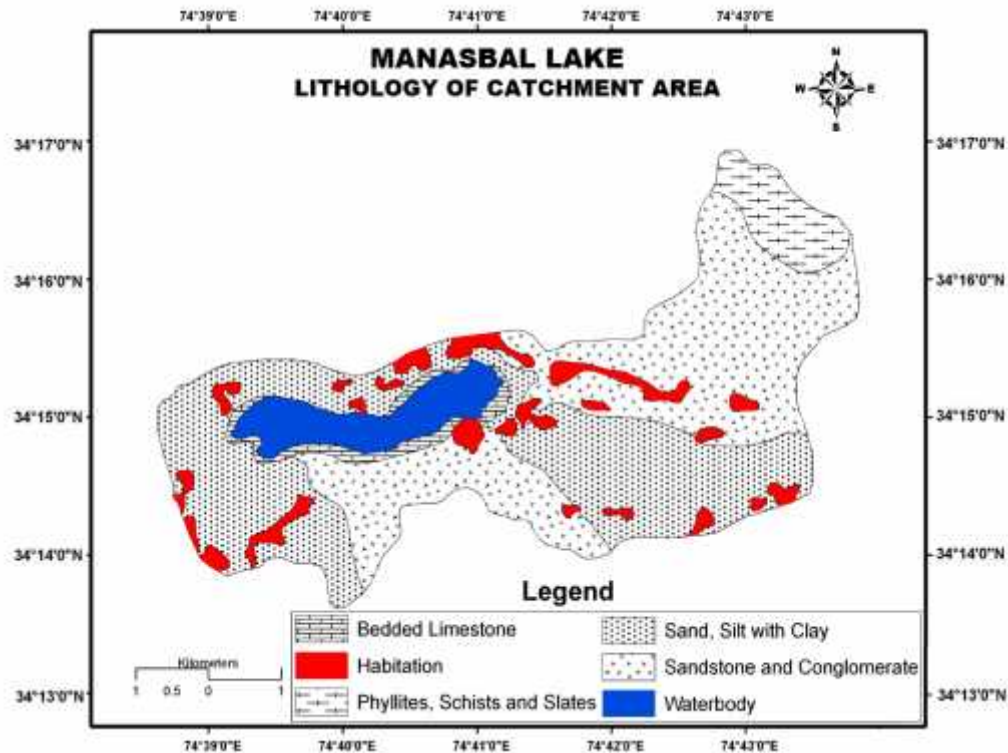 74°39'0"E 74°40'0"E 74°41'0"E 74°42'0"E 74°43'0"E
MANASBAL LAKE
LITHOLOGY OF CATCHMENT AREA
N
W E
S
34°17'0"N 34°17'0"N
34°16'0"N 34°16'0"N
34°15'0"N 34°15'0"N
34°14'0"N 34°14'0"N
Legend
Bedded Limestone Sand, Silt with Clay
Kilometers Habitation Sandstone and Conglomerate
1 0.5 0 1 Phyllites, Schists and Slates Waterbody
34°13'0"N 34°13'0"N
74°39'0"E 74°40'0"E 74°41'0"E 74°42'0"E 74°43'0"E